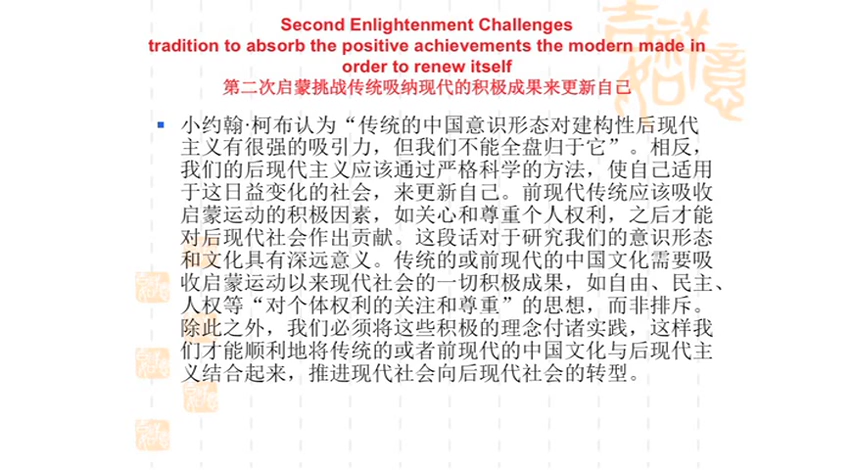 Second Enlightenment Challenges
tradition to absorb the positive achievements the modern made in
order to renew itself
第二次启蒙挑战传统吸纳现代的积极成果来更新自己
小约翰·柯布认为“传统的中国意识形态对建构性后现代
主义有很强的吸引力，但我们不能全盘归于它”。相反，
我们的后现代主义应该通过严格科学的方法，使自己适用
于这日益变化的社会，来更新自己。前现代传统应该吸收
启蒙运动的积极因素，如关心和尊重个人权利，之后才能
对后现代社会作出贡献。这段话对于研究我们的意识形态
和文化具有深远意义。传统的或前现代的中国文化需要吸
收启蒙运动以来现代社会的一切积极成果，如自由、民主、
人权等“对个体权利的关注和尊重”的思想，而非排斥。
除此之外，我们必须将这些积极的理念付诸实践，这样我
们才能顺利地将传统的或者前现代的中国文化与后现代主
义结合起来，推进现代社会向后现代社会的转型。